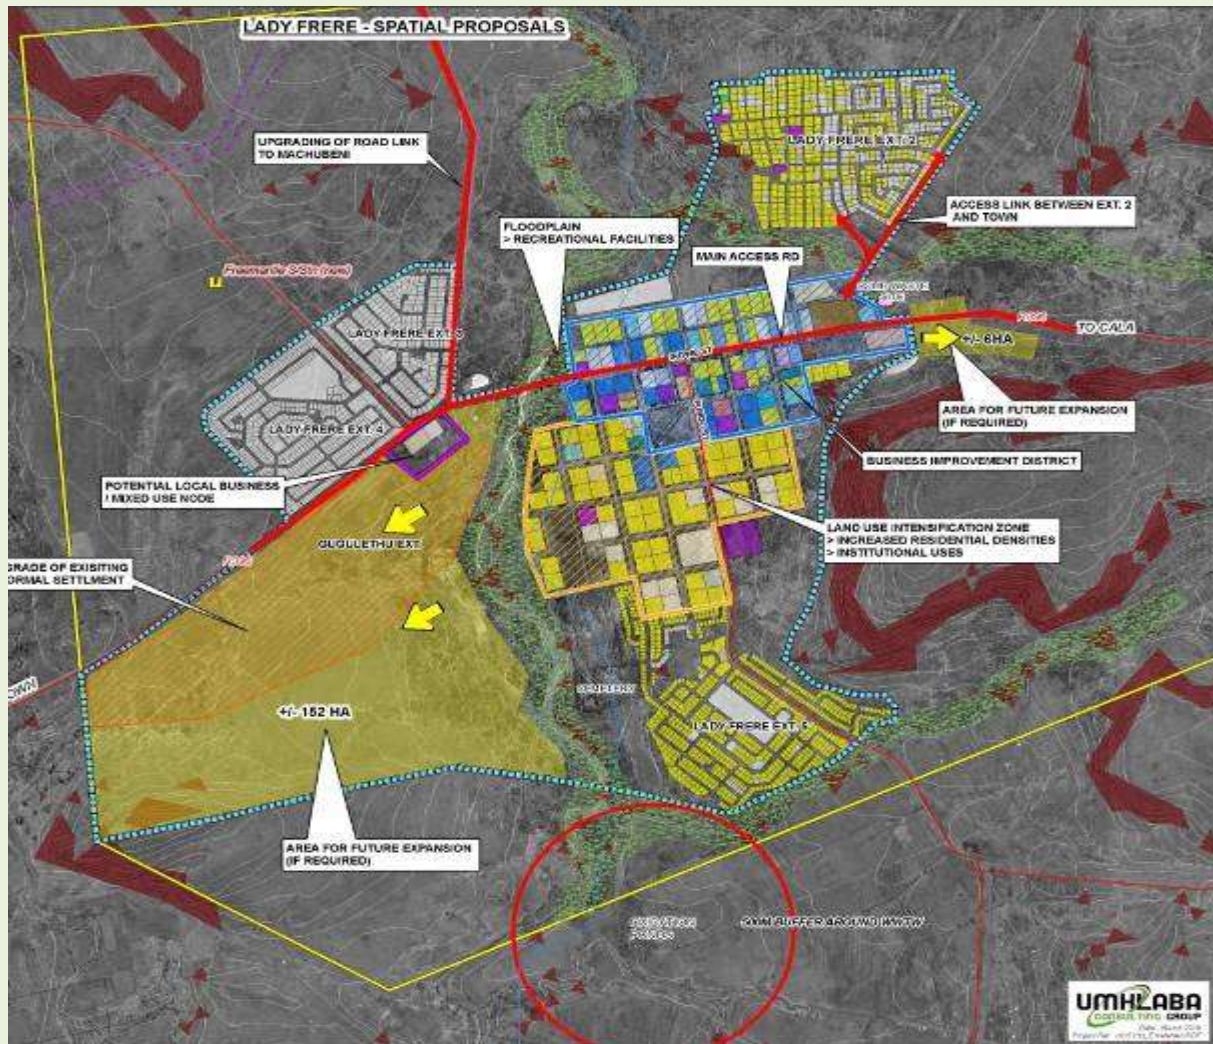 LADY FRERE - SPATIAL PROPOSALS
UPGRADING OF ROAD LINK
TO MACHUBENI
LADY FRERE EXT. 2
ACCESS LINK BETWEEN EXT. 2
AND TOWN
FLOODPLAIN
> RECREATIONAL FACILITIES
MAIN ACCESS RD
TO CALA
+/- 6HA
AREA FOR FUTURE EXPANSION
(IF REQUIRED)
BUSINESS IMPROVEMENT DISTRICT
LADY FRERE EXT. 4
POTENTIAL LOCAL BUSINESS
/ MIXED USE NODE
LAND USE INTENSIFICATION ZONE
> INCREASED RESIDENTIAL DENSITIES
> INSTITUTIONAL USES
GUGULETHU EXT.
GRADE OF EXISITING
ORMAL SETTLMENT
OWN
+/- 152 HA
CEMETERY
LADY FRERE EXT. 5
AREA FOR FUTURE EXPANSION
(IF REQUIRED)
BUFFER AROUND WWTW
UMHLABA
CONSULTING GROUP